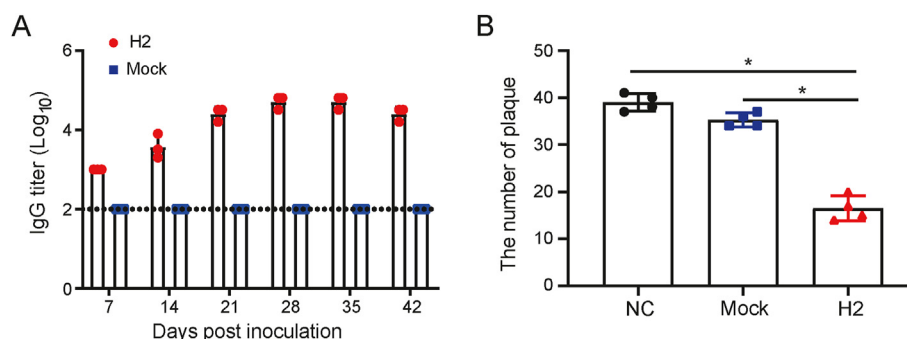 A
H2
Mock
IgG titer (Log10)
6
4
2
0
7 14 21 28 35 42
Days post inoculation
B
The number of plaque
50
40
30
20
10
0
*
*
NC Mock H2